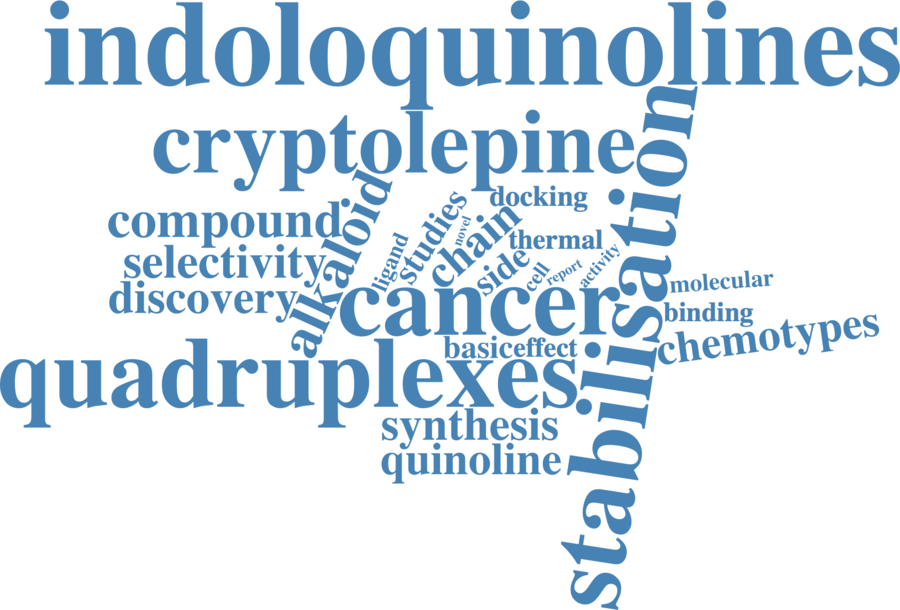 indoloquinolines
cryptolepine
stabilisation
docking
compound
alkaloid
studies
novel
chain
ligand
thermal
selectivity
side
cell
report
activity
discovery
cancer
molecular
binding
chemotypes
quadruplexes
basic
effect
synthesis
quinoline